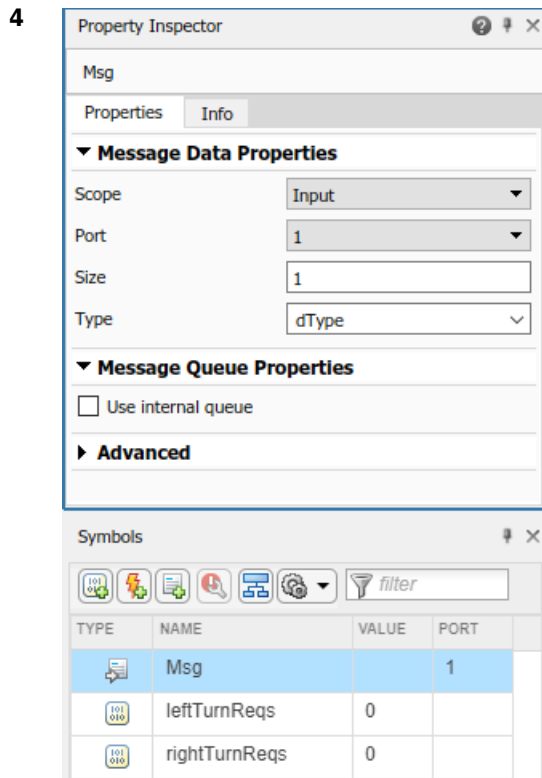 4
Property Inspector
Msg
Properties Info
Message Data Properties
Scope Input
Port 1
Size 1
Type dType
Message Queue Properties
Use internal queue
Advanced
Symbols
filter
TYPE NAME VALUE PORT
Msg 1
leftTurnReqs 0
rightTurnReqs 0